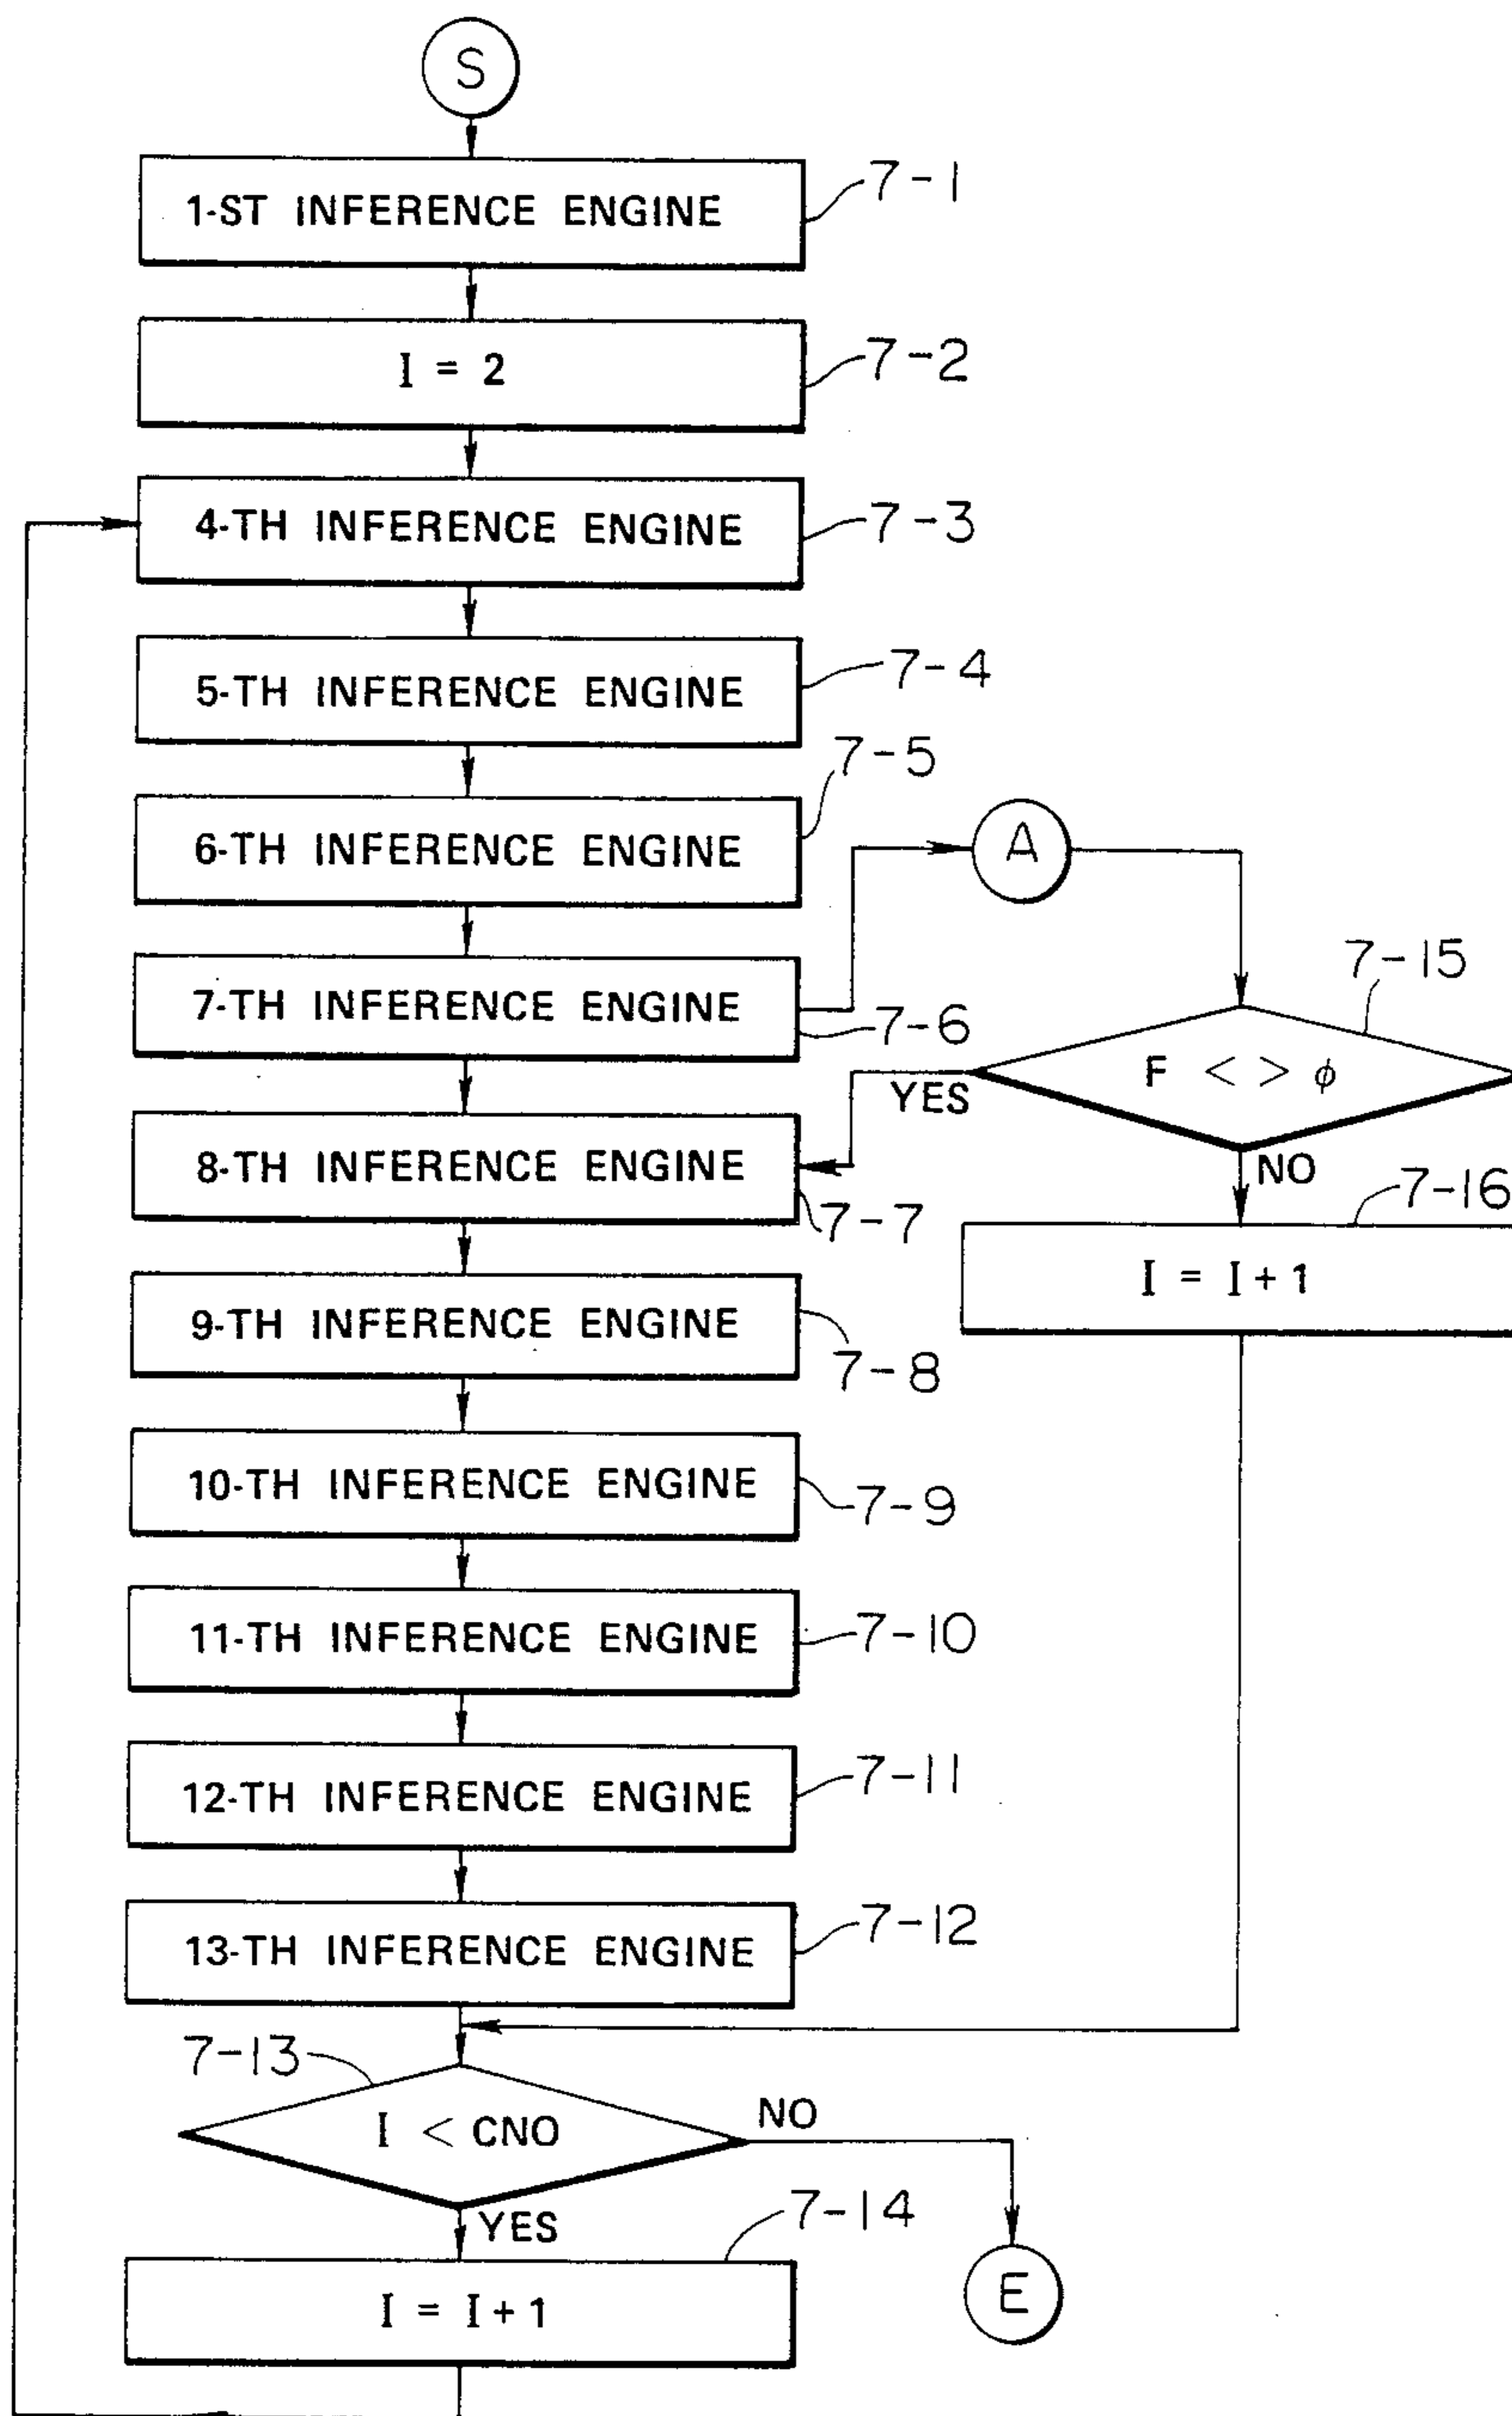 S
1-ST INFERENCE ENGINE
7-1
I = 2
7-2
4-TH INFERENCE ENGINE
7-3
5-TH INFERENCE ENGINE
7-4
6-TH INFERENCE ENGINE
7-5
A
7-TH INFERENCE ENGINE
7-6
7-15
F < > ϕ
YES
NO
8-TH INFERENCE ENGINE
7-7
7-16
I = I + 1
9-TH INFERENCE ENGINE
7-8
10-TH INFERENCE ENGINE
7-9
11-TH INFERENCE ENGINE
7-10
12-TH INFERENCE ENGINE
7-11
13-TH INFERENCE ENGINE
7-12
7-13
I < CNO
NO
YES
7-14
I = I + 1
E